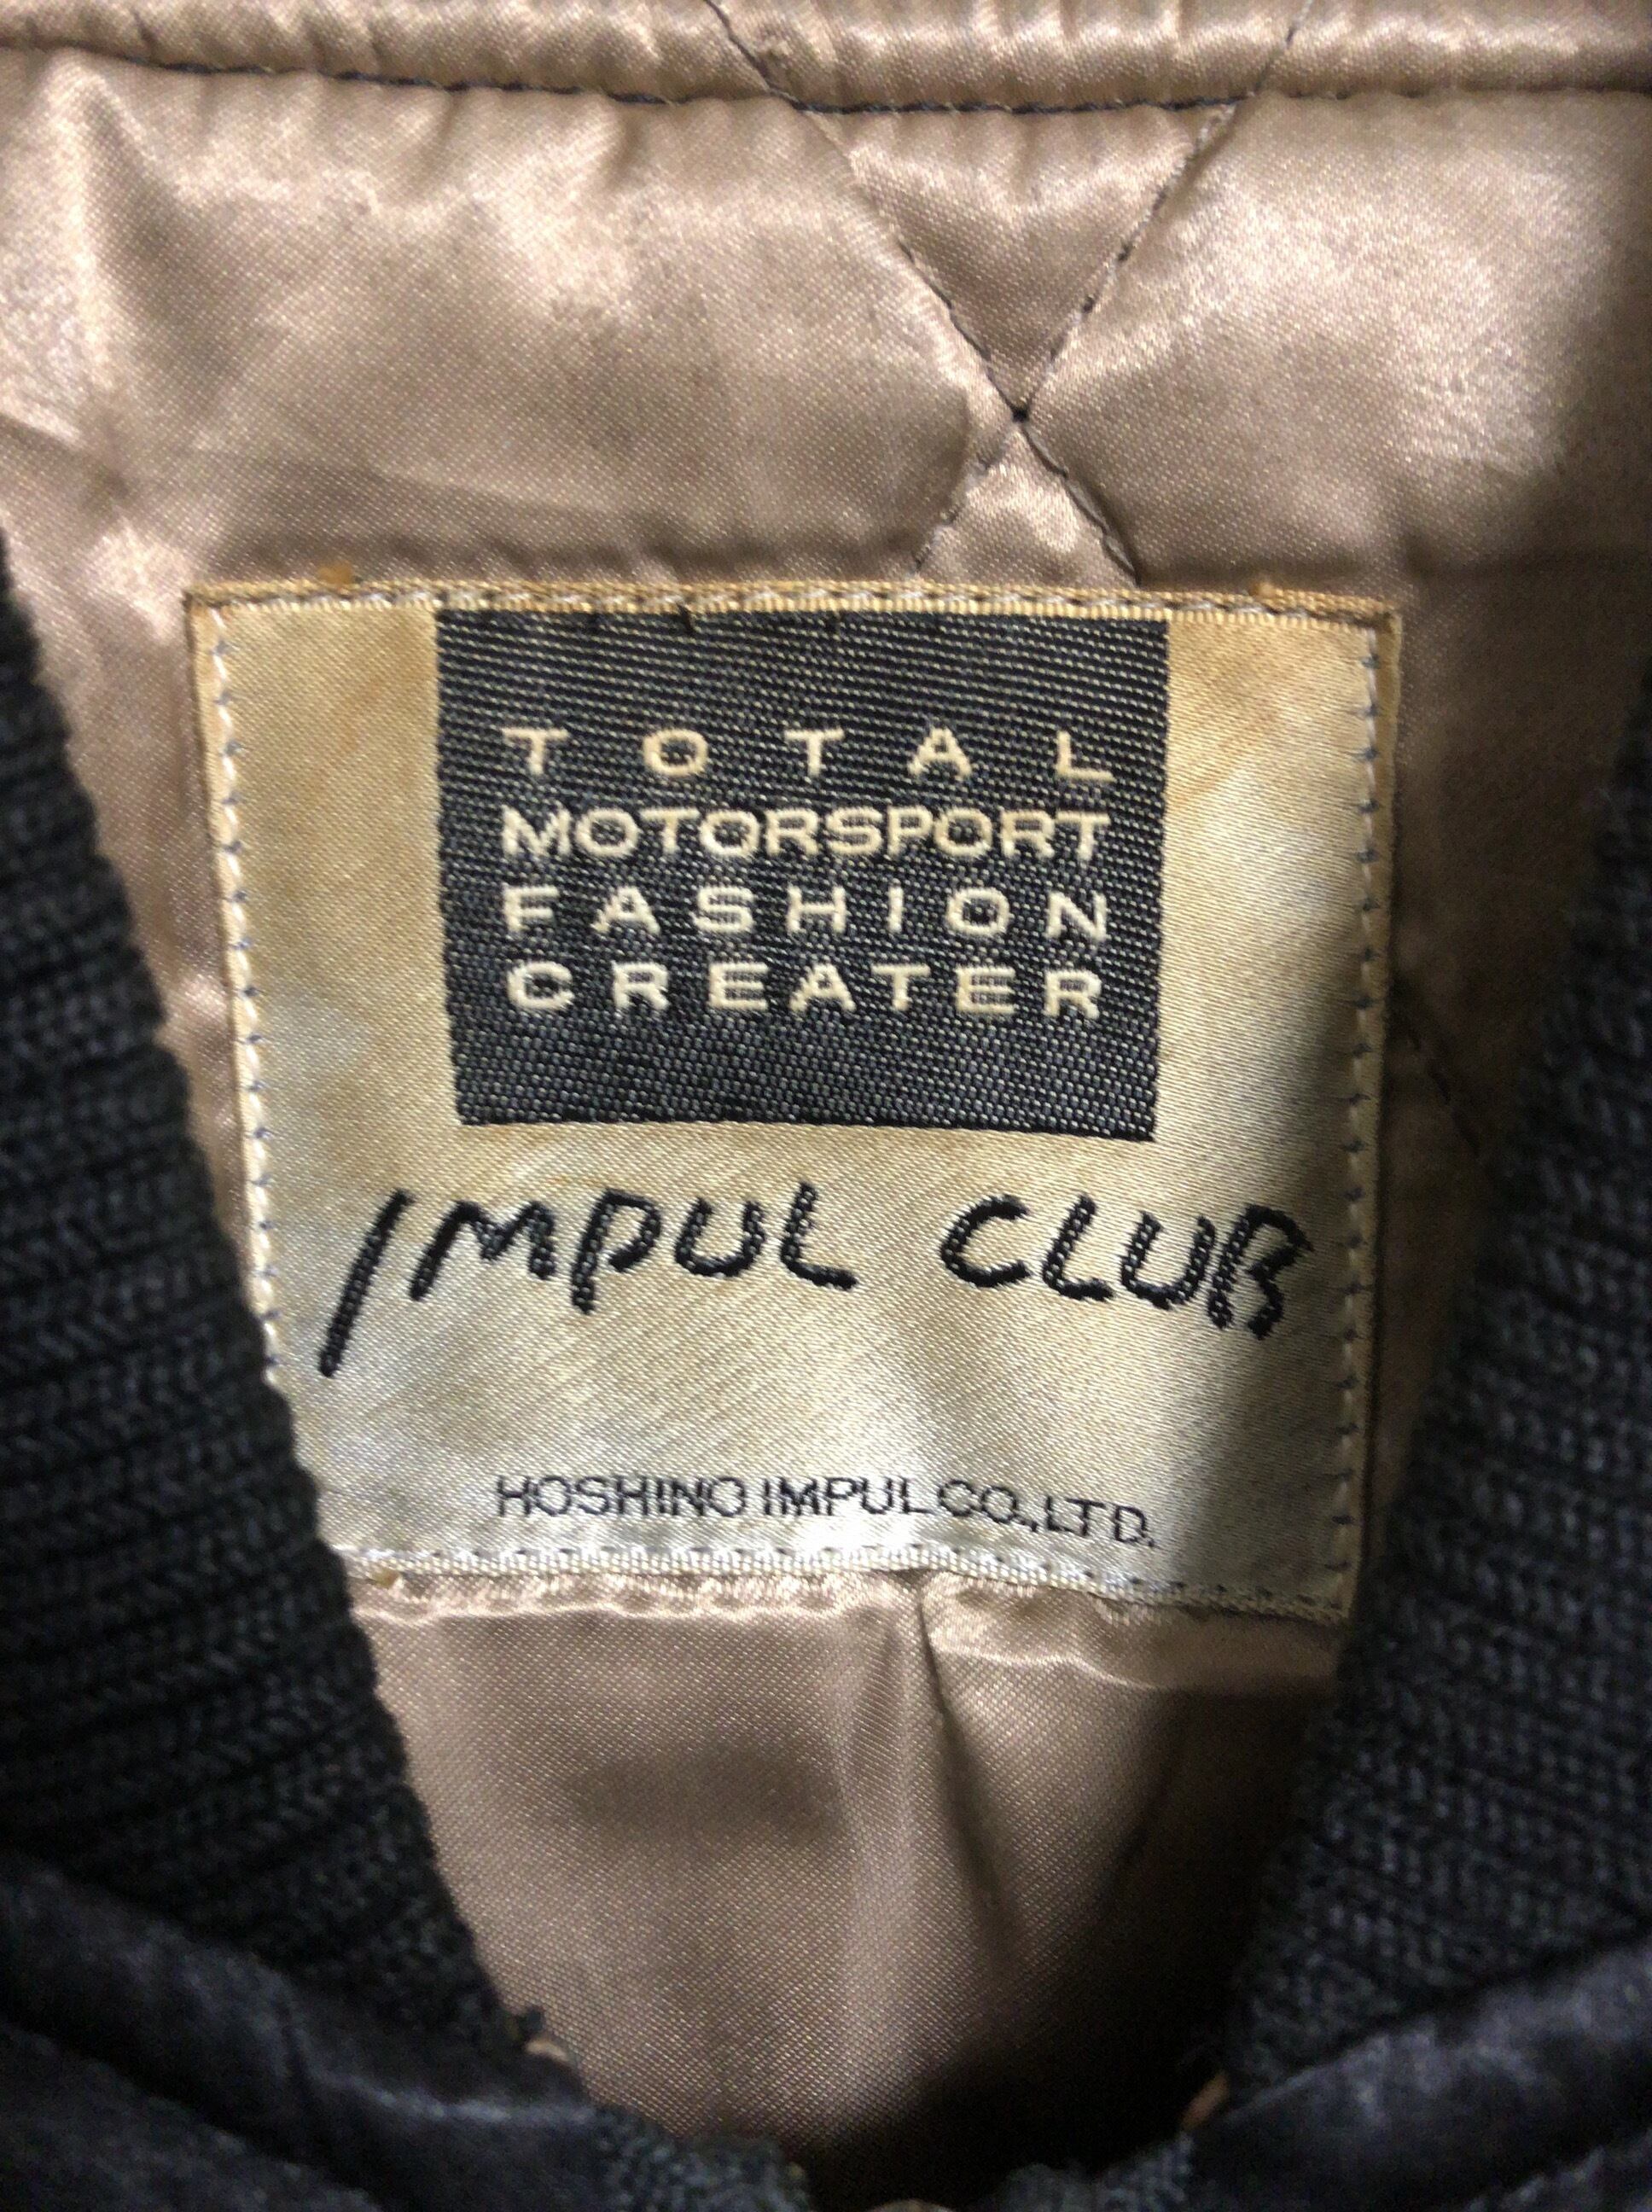 TOTAL
MOTORSPORT
FASHION
CREATER
IMPUL CLUB
HOSHINO IMPUL CO.,LTD.